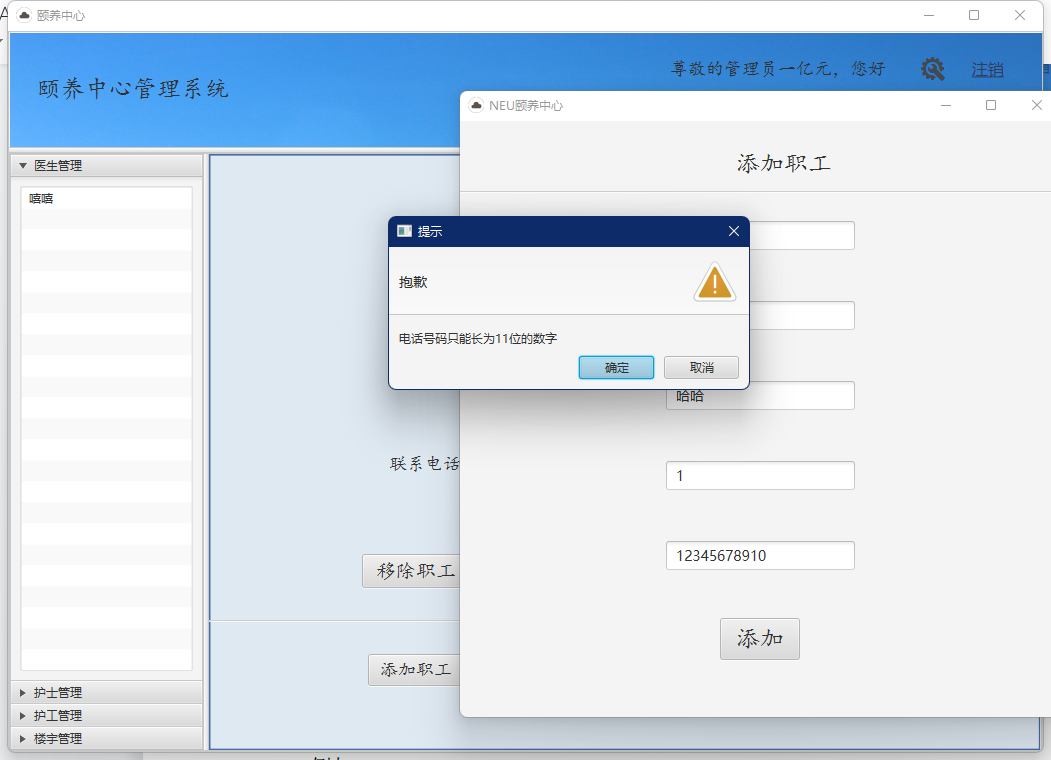 颐养中心
颐养中心管理系统
尊敬的管理员一亿元，您好
注销
NEU颐养中心
添加职工
医生管理
嘻嘻
提示
抱歉
电话号码只能长为11位的数字
确定
取消
哈哈
联系电话
1
12345678910
移除职工
添加
添加职工
护士管理
护工管理
楼宇管理